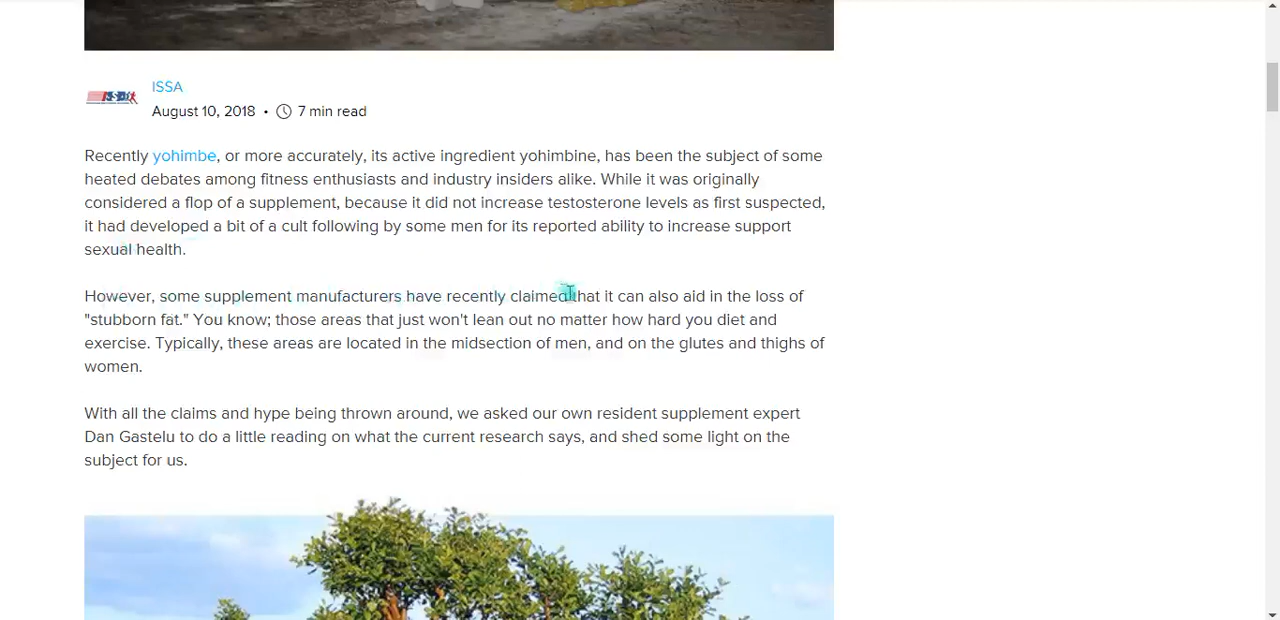 ISSA
ISSA
August 10, 2018 • 7 min read
Recently yohimbe, or more accurately, its active ingredient yohimbine, has been the subject of some
heated debates among fitness enthusiasts and industry insiders alike. While it was originally
considered a flop of a supplement, because it did not increase testosterone levels as first suspected,
it had developed a bit of a cult following by some men for its reported ability to increase support
sexual health.
However, some supplement manufacturers have recently claimed that it can also aid in the loss of
"stubborn fat." You know; those areas that just won't lean out no matter how hard you diet and
exercise. Typically, these areas are located in the midsection of men, and on the glutes and thighs of
women.
With all the claims and hype being thrown around, we asked our own resident supplement expert
Dan Gastelu to do a little reading on what the current research says, and shed some light on the
subject for us.